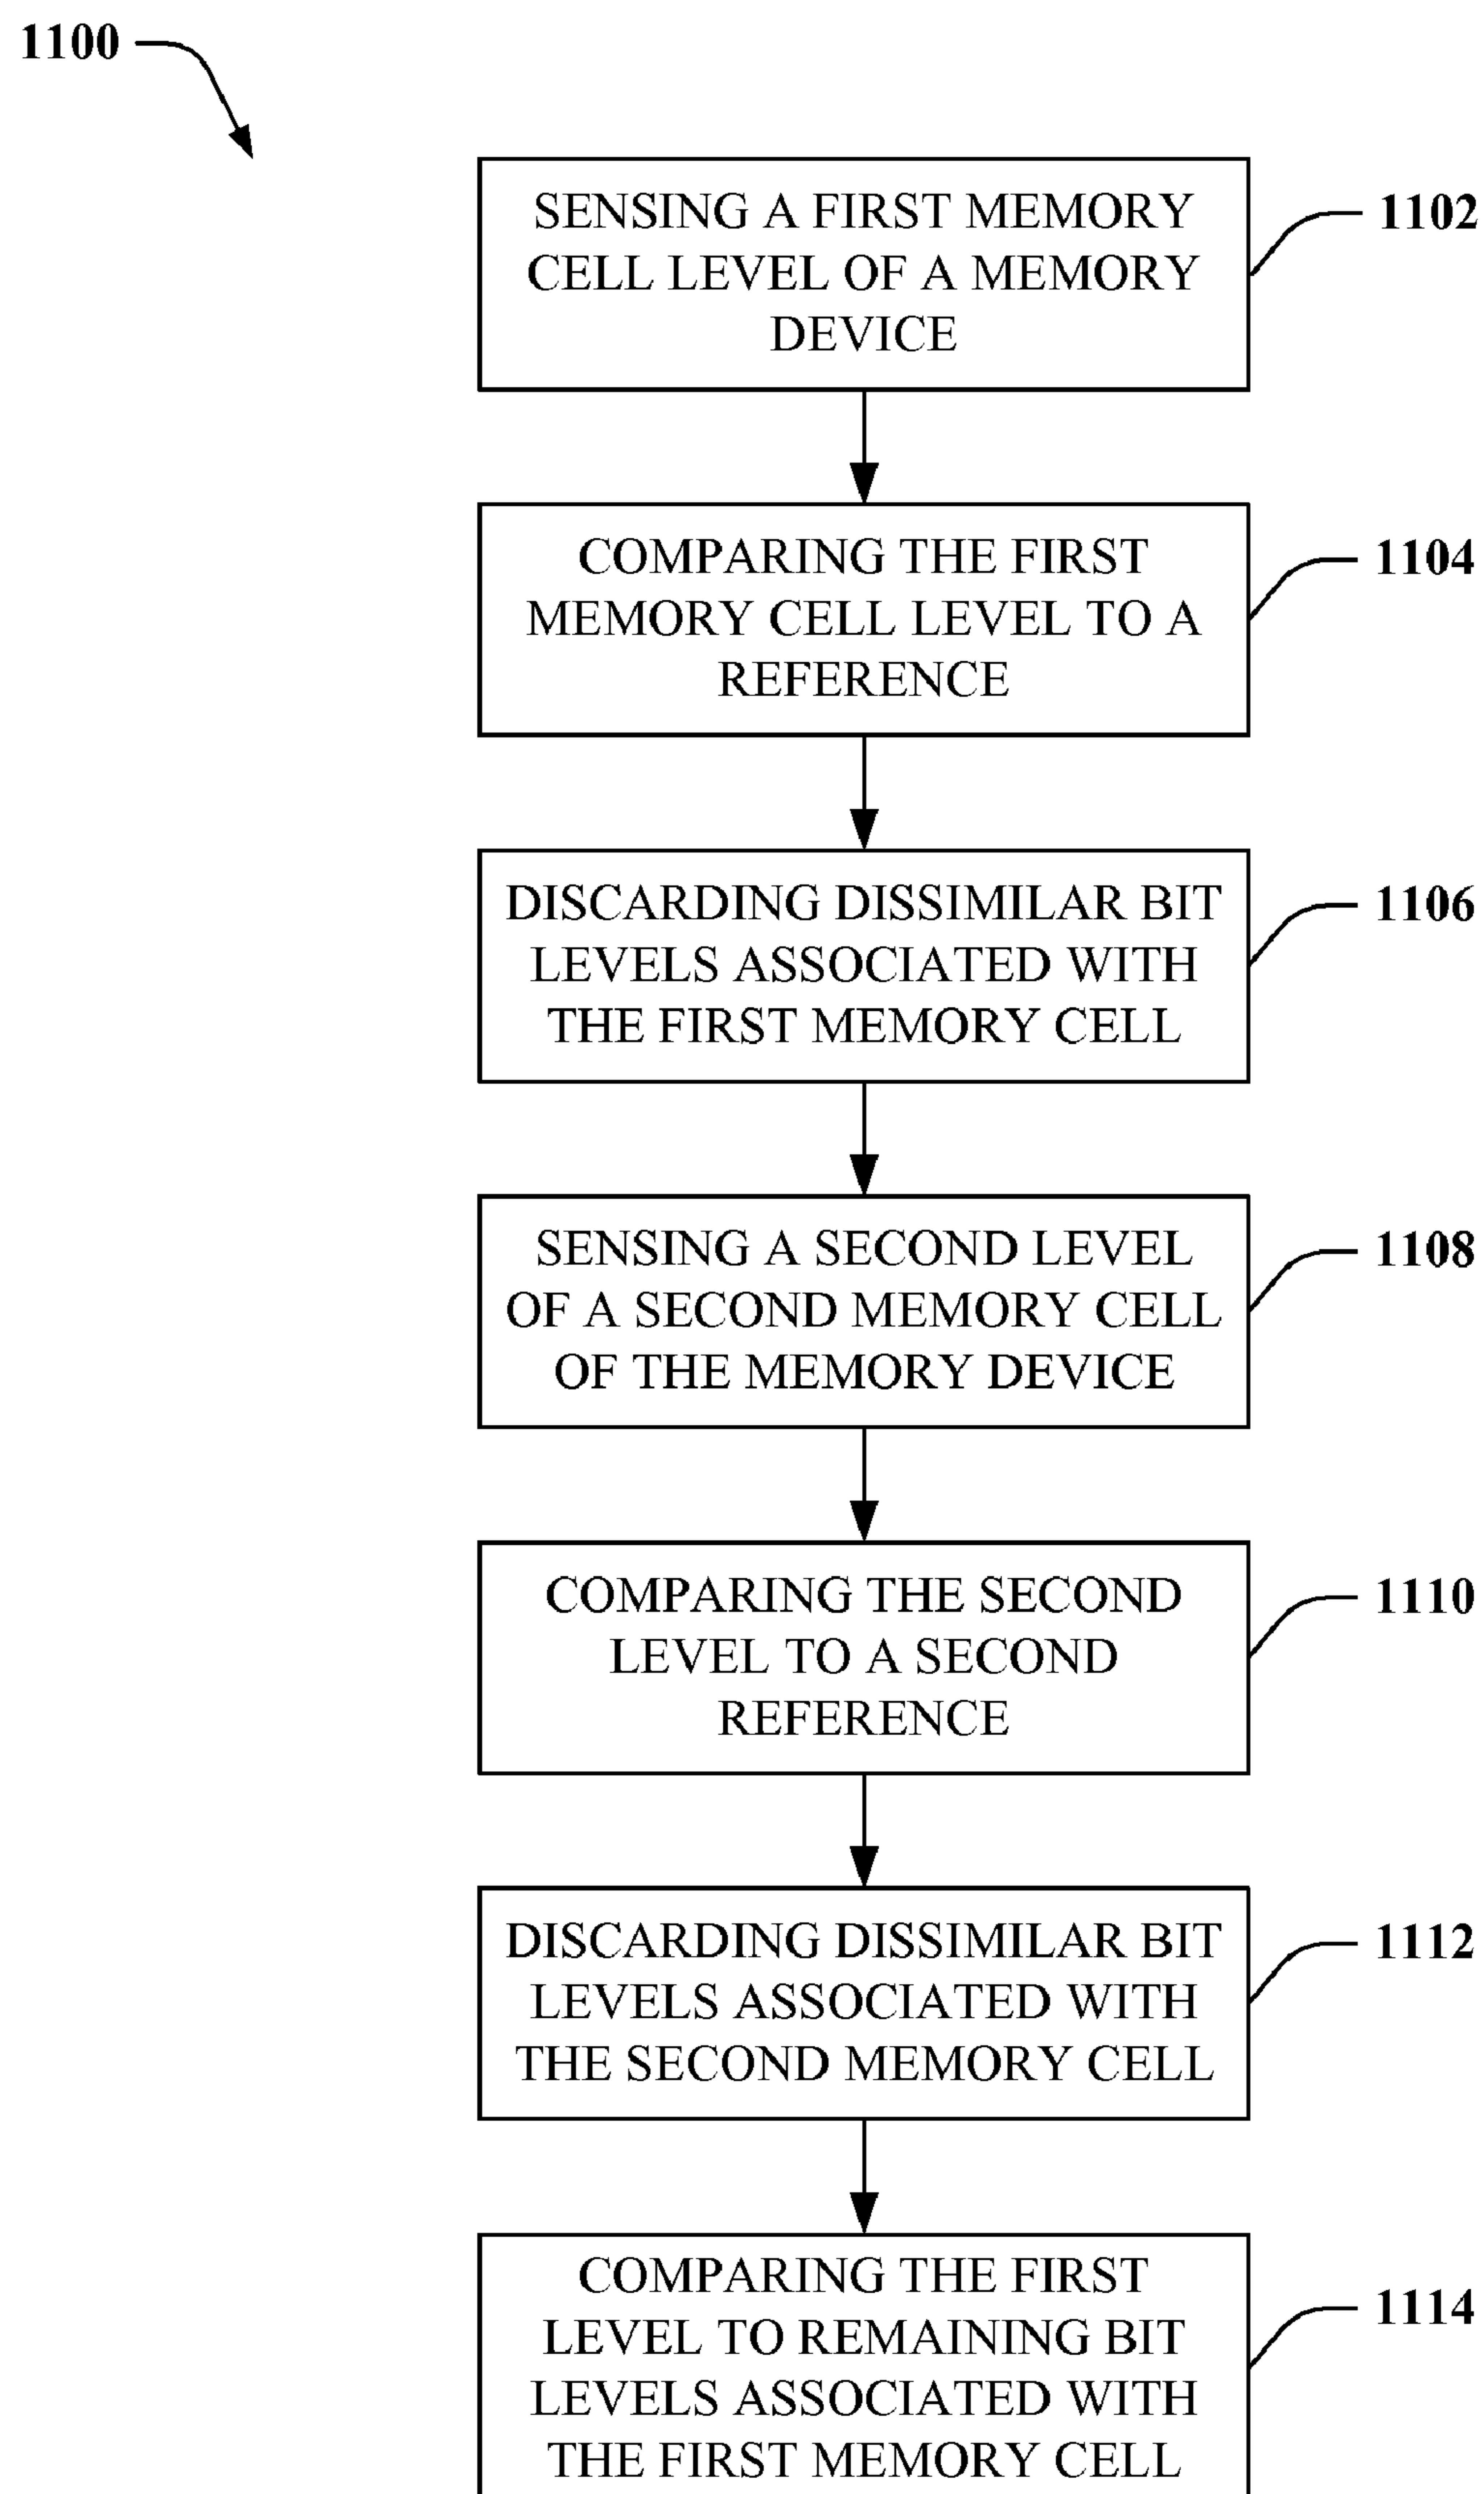 1100
SENSING A FIRST MEMORY
CELL LEVEL OF A MEMORY
DEVICE
1102
COMPARING THE FIRST
MEMORY CELL LEVEL TO A
REFERENCE
1104
DISCARDING DISSIMILAR BIT
LEVELS ASSOCIATED WITH
THE FIRST MEMORY CELL
1106
SENSING A SECOND LEVEL
OF A SECOND MEMORY CELL
OF THE MEMORY DEVICE
1108
COMPARING THE SECOND
LEVEL TO A SECOND
REFERENCE
1110
DISCARDING DISSIMILAR BIT
LEVELS ASSOCIATED WITH
THE SECOND MEMORY CELL
1112
COMPARING THE FIRST
LEVEL TO REMAINING BIT
LEVELS ASSOCIATED WITH
THE FIRST MEMORY CELL
1114